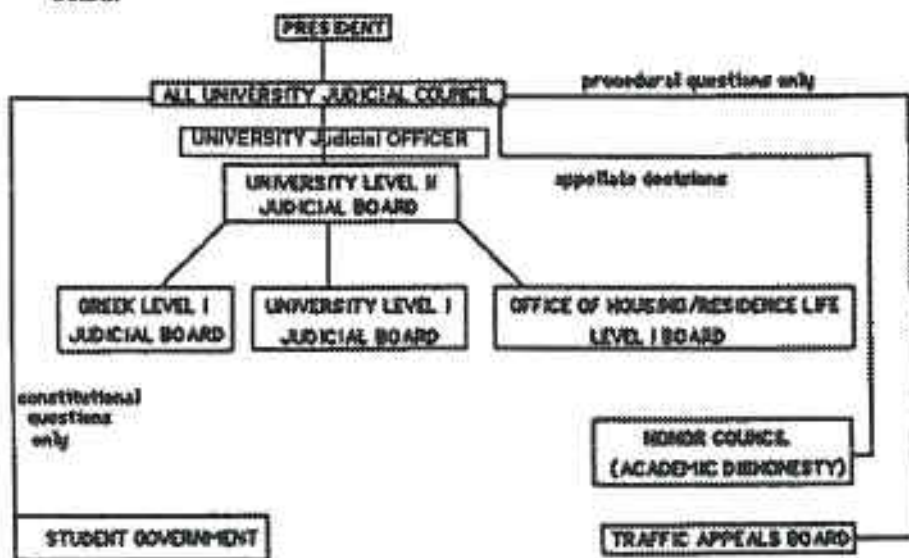 PRESIDENT
procedural questions only
ALL UNIVERSITY JUDICIAL COUNCIL
UNIVERSITY Judicial OFFICER
appellate decisions
UNIVERSITY LEVEL II
JUDICIAL BOARD
GREEK LEVEL I
JUDICIAL BOARD
UNIVERSITY LEVEL I
JUDICIAL BOARD
OFFICE OF HOUSING/RESIDENCE LIFE
LEVEL I BOARD
constitutional
questions
only
HONOR COUNCIL
(ACADEMIC DISHONESTY)
STUDENT GOVERNMENT
TRAFFIC APPEALS BOARD